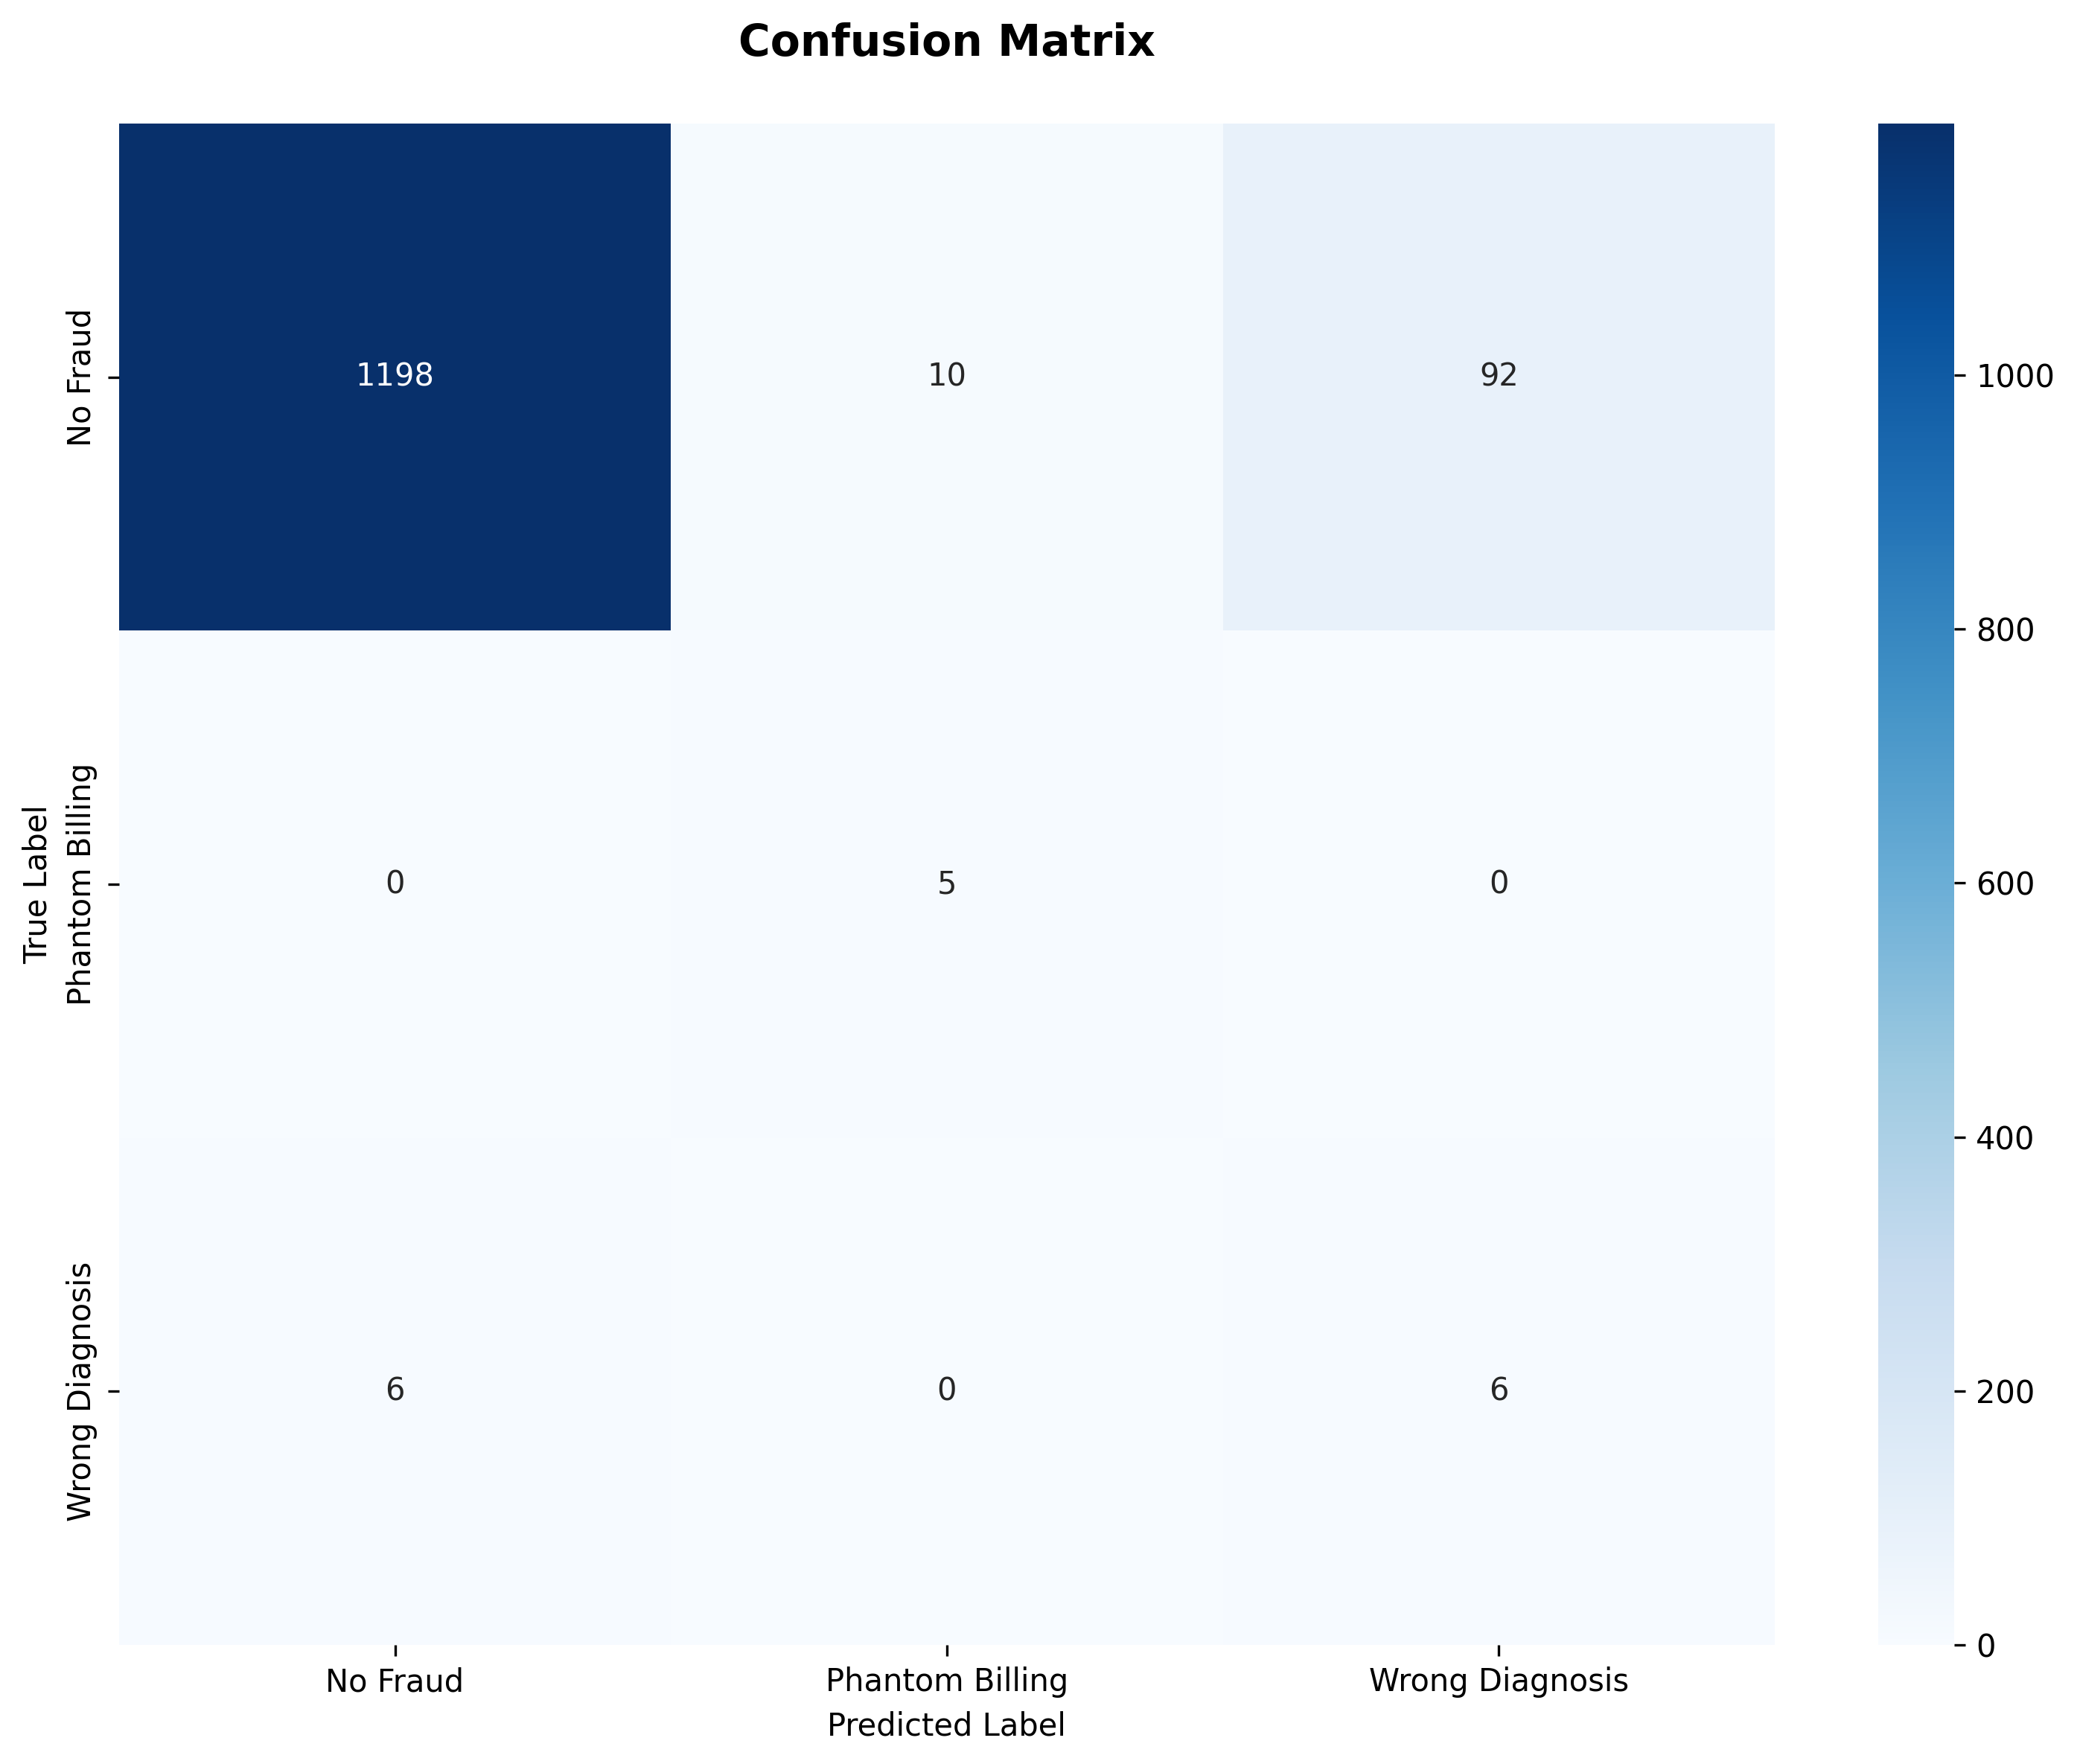 Confusion Matrix
True Label
No Fraud
1198
10
92
Phantom Billing
0
5
0
Wrong Diagnosis
6
0
6
No Fraud
Phantom Billing
Wrong Diagnosis
Predicted Label
1000
800
600
400
200
0